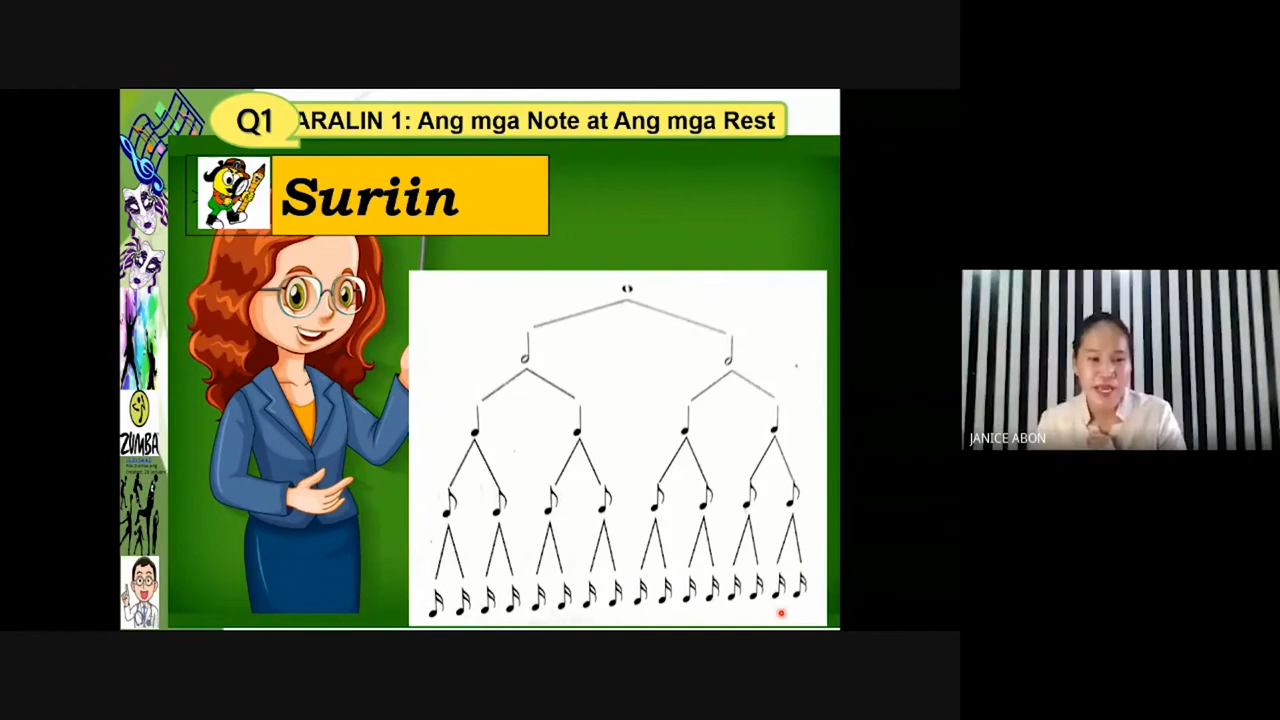 Q1
ARALIN 1: Ang mga Note at Ang mga Rest
Suriin
ZUMBA
JANICE ABON